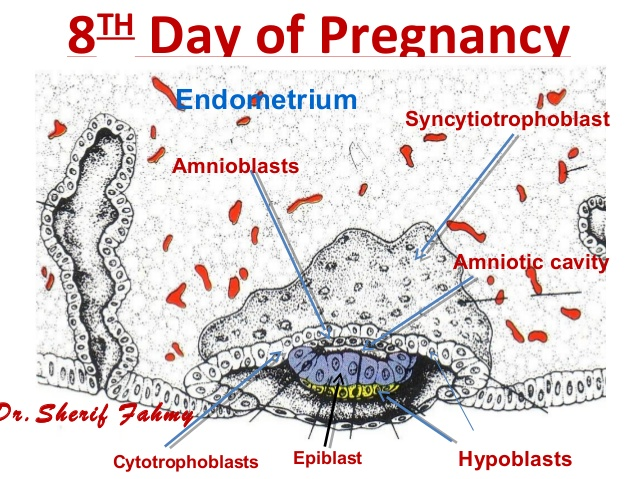 8TH Day of Pregnancy
Endometrium
Syncytiotrophoblast
Amnioblasts
Amniotic cavity
Dr. Sherif Fahmy
Cytotrophoblasts
Epiblast
Hypoblasts